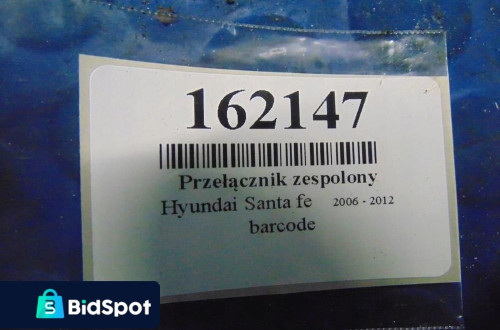 162147
Przełącznik zespolony
Hyundai Santa fe 2006 - 2012
barcode
S BidSpot